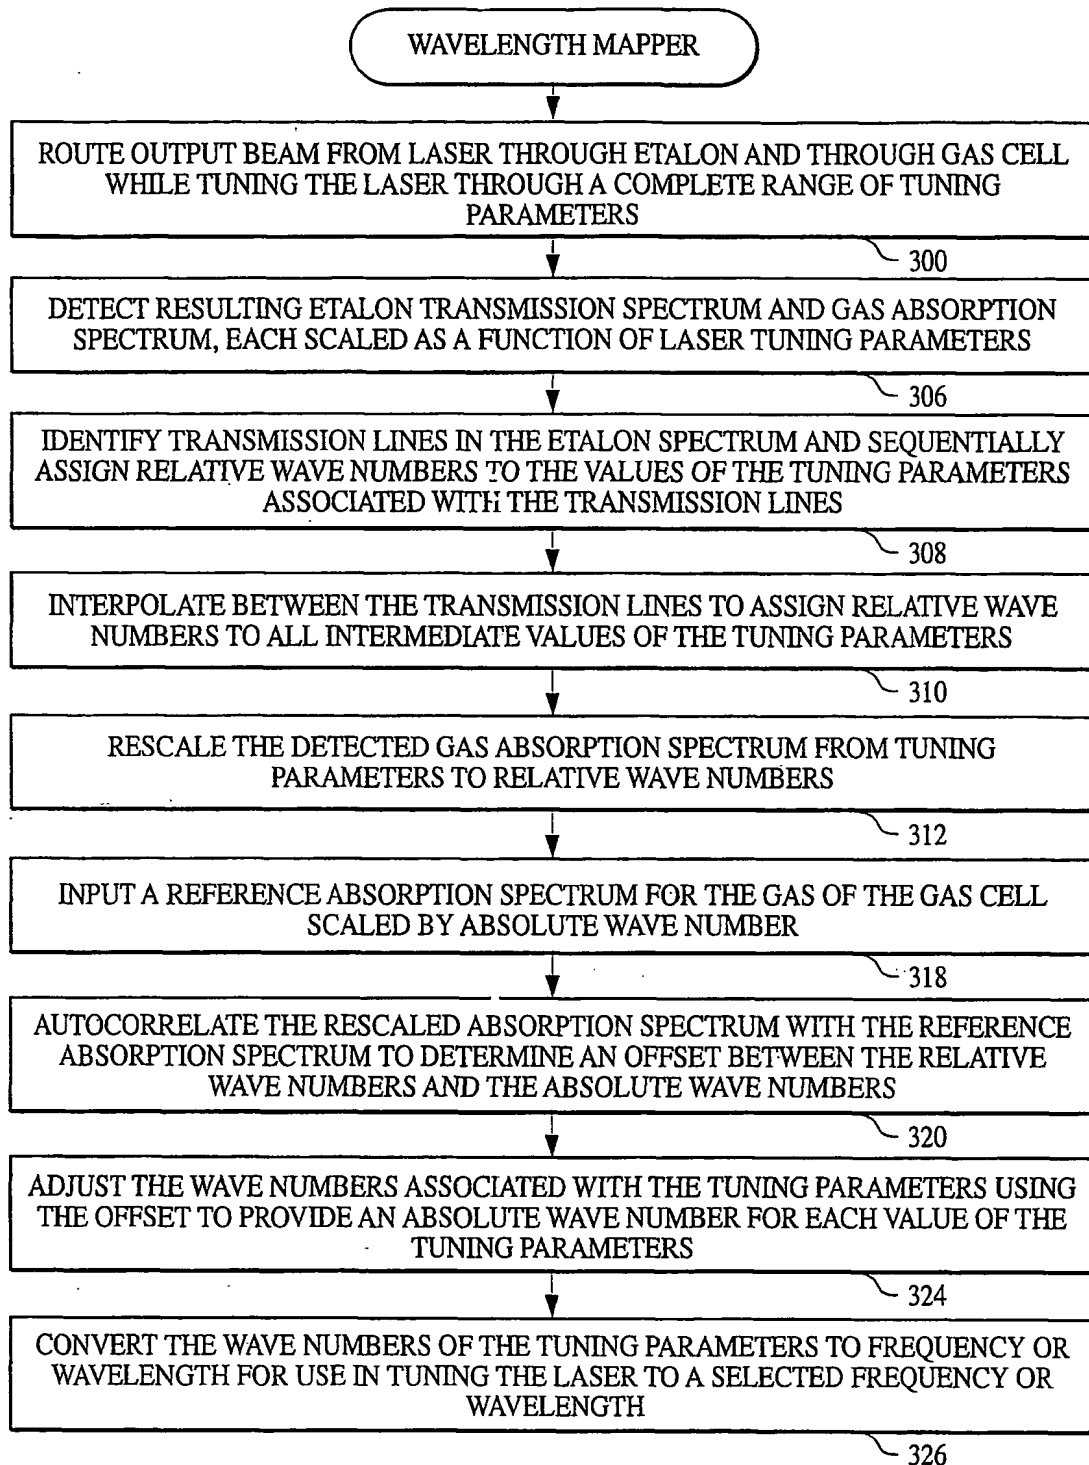 WAVELENGTH MAPPER
ROUTE OUTPUT BEAM FROM LASER THROUGH ETALON AND THROUGH GAS CELL
WHILE TUNING THE LASER THROUGH A COMPLETE RANGE OF TUNING
PARAMETERS
300
DETECT RESULTING ETALON TRANSMISSION SPECTRUM AND GAS ABSORPTION
SPECTRUM, EACH SCALED AS A FUNCTION OF LASER TUNING PARAMETERS
306
IDENTIFY TRANSMISSION LINES IN THE ETALON SPECTRUM AND SEQUENTIALLY
ASSIGN RELATIVE WAVE NUMBERS TO THE VALUES OF THE TUNING PARAMETERS
ASSOCIATED WITH THE TRANSMISSION LINES
308
INTERPOLATE BETWEEN THE TRANSMISSION LINES TO ASSIGN RELATIVE WAVE
NUMBERS TO ALL INTERMEDIATE VALUES OF THE TUNING PARAMETERS
310
RESCALE THE DETECTED GAS ABSORPTION SPECTRUM FROM TUNING
PARAMETERS TO RELATIVE WAVE NUMBERS
312
INPUT A REFERENCE ABSORPTION SPECTRUM FOR THE GAS OF THE GAS CELL
SCALED BY ABSOLUTE WAVE NUMBER
318
AUTOCORRELATE THE RESCALED ABSORPTION SPECTRUM WITH THE REFERENCE
ABSORPTION SPECTRUM TO DETERMINE AN OFFSET BETWEEN THE RELATIVE
WAVE NUMBERS AND THE ABSOLUTE WAVE NUMBERS
320
ADJUST THE WAVE NUMBERS ASSOCIATED WITH THE TUNING PARAMETERS USING
THE OFFSET TO PROVIDE AN ABSOLUTE WAVE NUMBER FOR EACH VALUE OF THE
TUNING PARAMETERS
324
CONVERT THE WAVE NUMBERS OF THE TUNING PARAMETERS TO FREQUENCY OR
WAVELENGTH FOR USE IN TUNING THE LASER TO A SELECTED FREQUENCY OR
WAVELENGTH
326